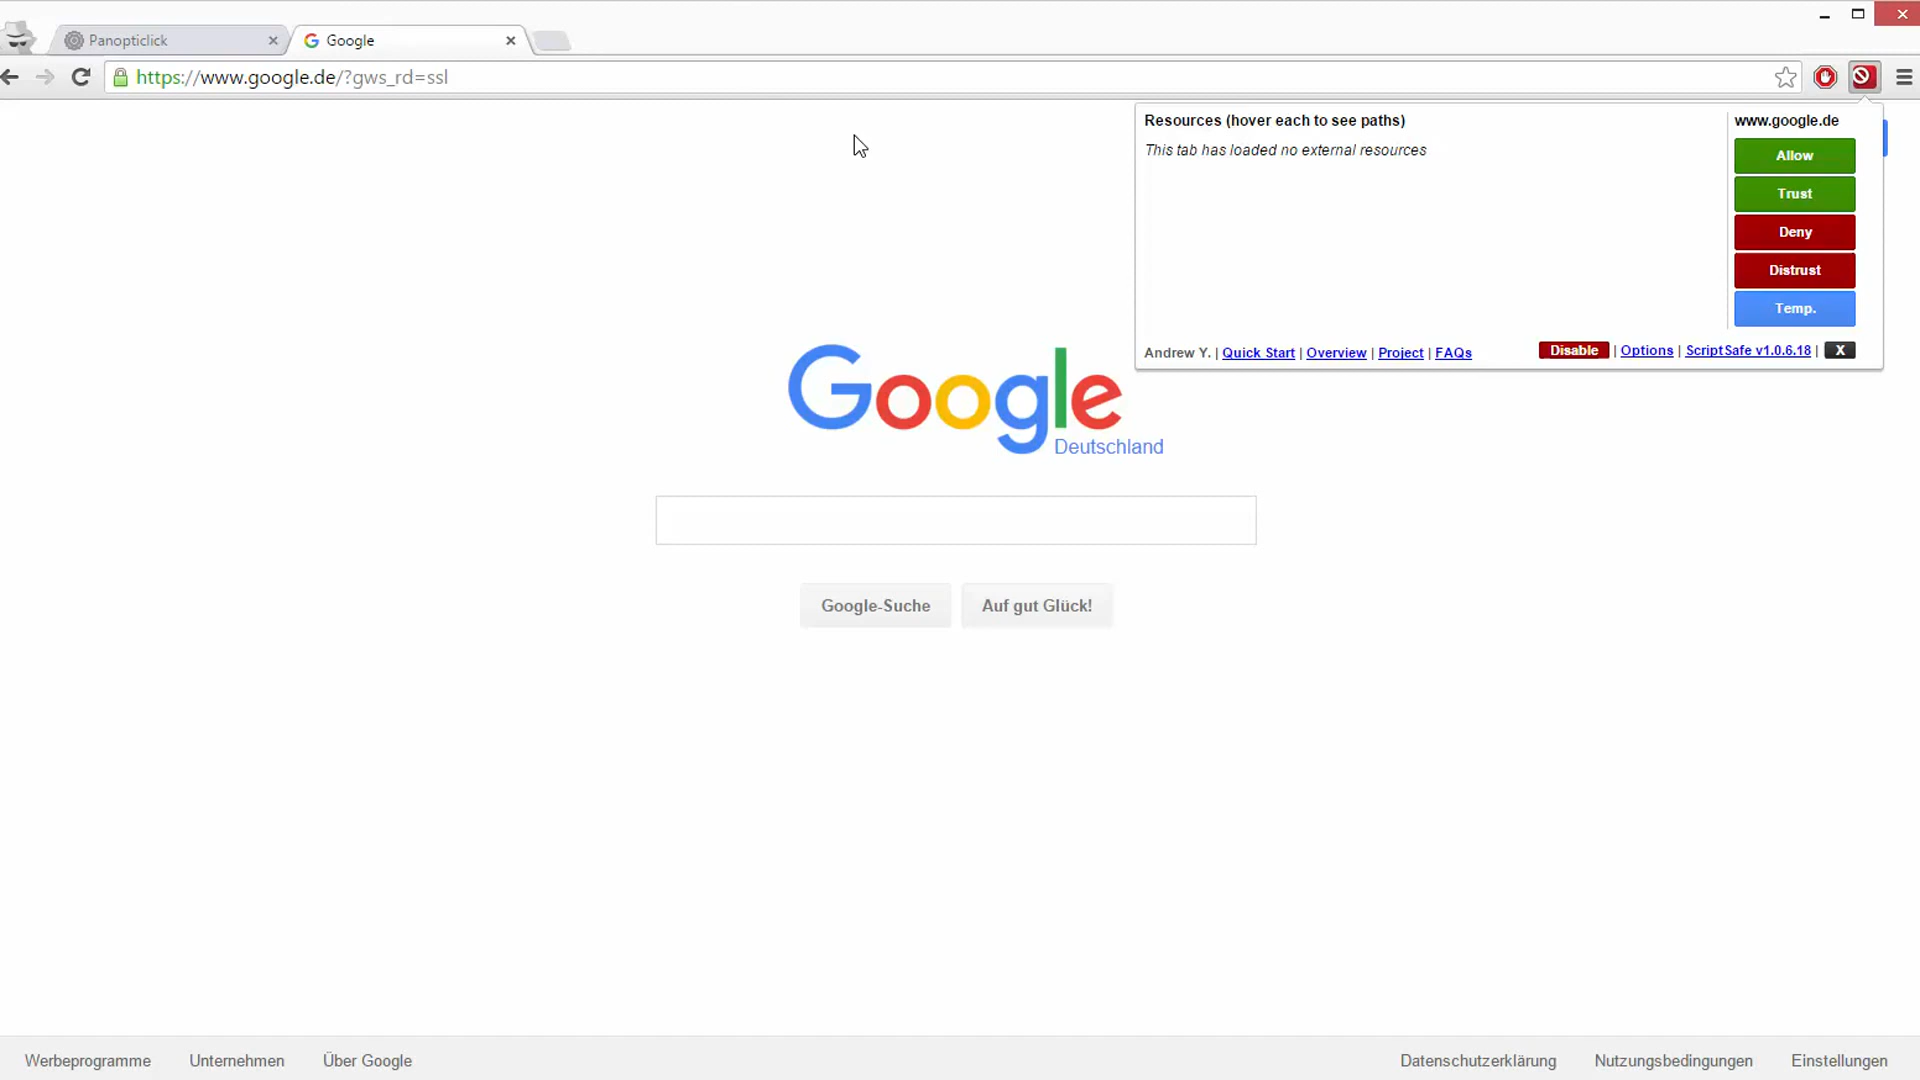 Panopticlick
Google
https://www.google.de/?gws_rd=ssl
Resources (hover each to see paths)
This tab has loaded no external resources
www.google.de
Allow
Trust
Deny
Distrust
Temp.
Andrew Y. | Quick Start | Overview | Project | FAQs
Disable | Options | ScriptSafe v1.0.6.18 | X
Google
Deutschland
Google-Suche
Auf gut Glück!
Werbeprogramme
Unternehmen
Über Google
Datenschutzerklärung
Nutzungsbedingungen
Einstellungen